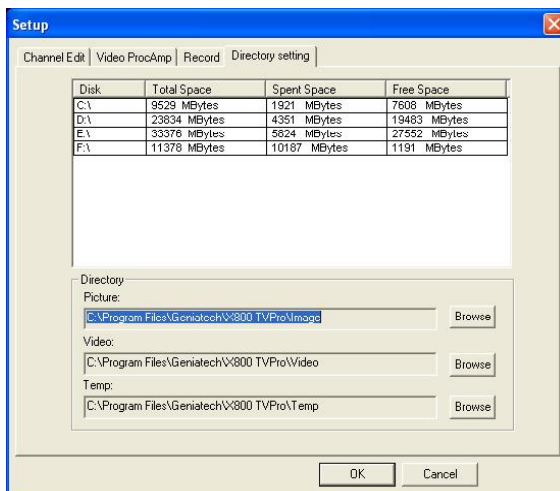 Setup
Channel Edit Video ProcAmp Record Directory setting
Disk Total Space Spent Space Free Space
C:\ 9529 MBytes 1921 MBytes 7608 MBytes
D:\ 23834 MBytes 4351 MBytes 19483 MBytes
E:\ 33376 MBytes 5824 MBytes 27552 MBytes
F:\ 11378 MBytes 10187 MBytes 1191 MBytes
Directory
Picture:
C:\Program Files\Geniatech\X800 TVPro\Image Browse
Video:
C:\Program Files\Geniatech\X800 TVPro\Video Browse
Temp:
C:\Program Files\Geniatech\X800 TVPro\Temp Browse
OK Cancel